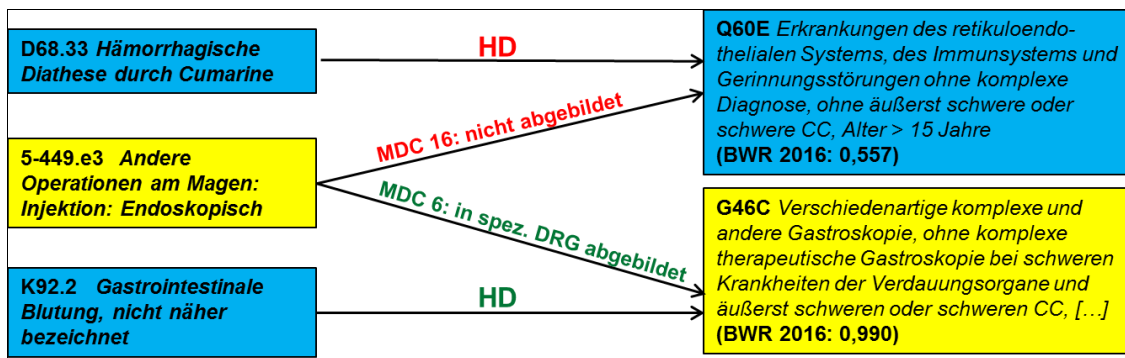 D68.33 Hämorrhagische
Diathese durch Cumarine
HD
Q60E Erkrankungen des retikuloendo-
thelialen Systems, des Immunsystems und
Gerinnungsstörungen ohne komplexe
Diagnose, ohne äußerst schwere oder
schwere CC, Alter > 15 Jahre
(BWR 2016: 0,557)
5-449.e3 Andere
Operationen am Magen:
Injektion: Endoskopisch
MDC 16: nicht abgebildet
MDC 6: in spez. DRG abgebildet
K92.2 Gastrointestinale
Blutung, nicht näher
bezeichnet
HD
G46C Verschiedenartige komplexe und
andere Gastroskopie, ohne komplexe
therapeutische Gastroskopie bei schweren
Krankheiten der Verdauungsorgane und
äußerst schweren oder schweren CC, […]
(BWR 2016: 0,990)